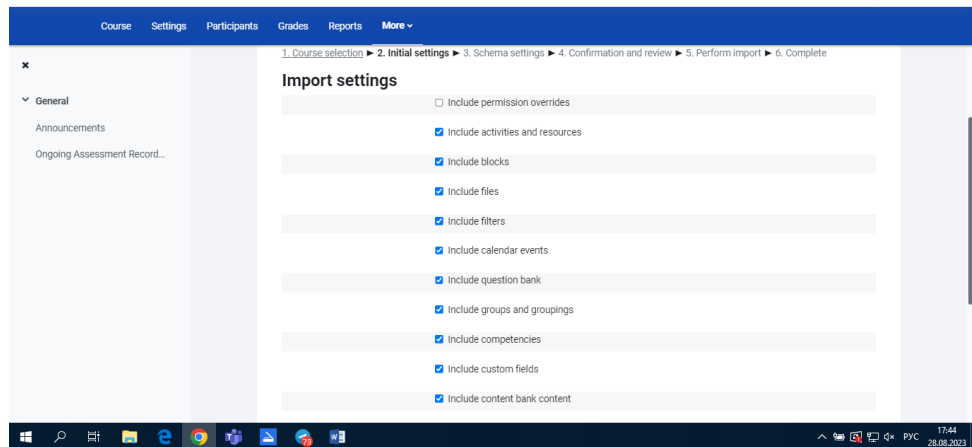 Course Settings Participants Grades Reports More
1. Course selection ► 2. Initial settings ► 3. Schema settings ► 4. Confirmation and review ► 5. Perform import ► 6. Complete
Import settings
General
Announcements
Ongoing Assessment Record...
Include permission overrides
Include activities and resources
Include blocks
Include files
Include filters
Include calendar events
Include question bank
Include groups and groupings
Include competencies
Include custom fields
Include content bank content
79
РУС
17:44
28.08.2023